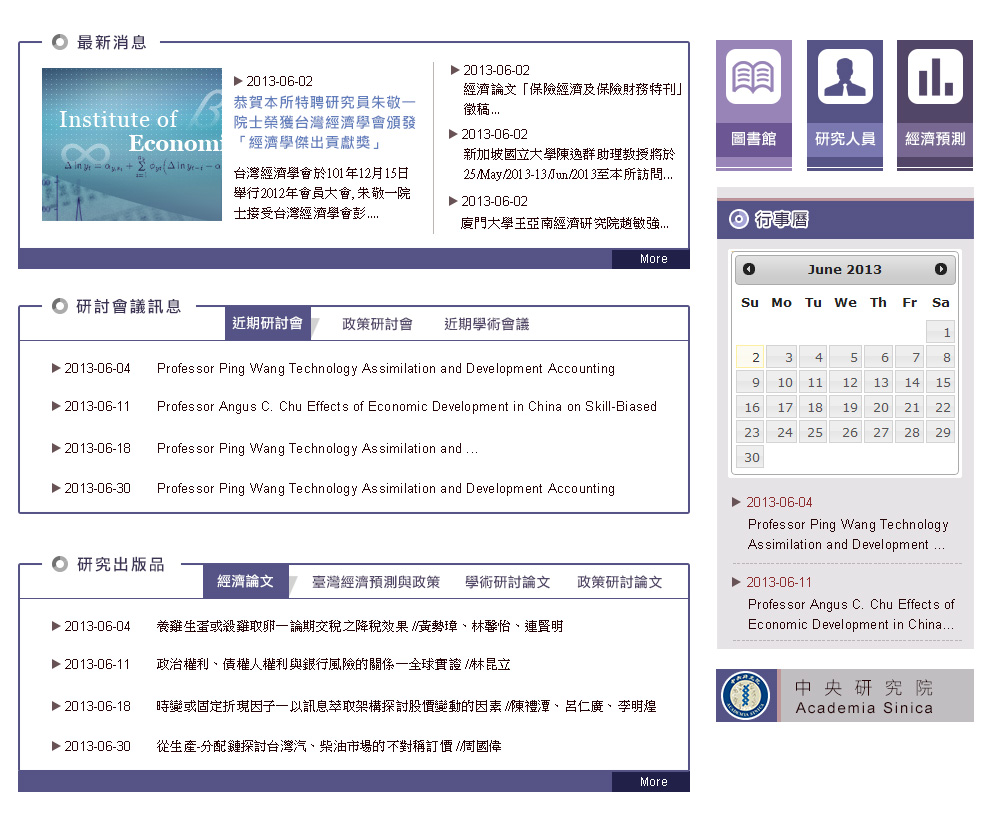 最新消息
Institute of
Economi
2013-06-02
恭賀本所特聘研究員朱敬一
院士榮獲台灣經濟學會頒發
「經濟學傑出貢獻獎」
台灣經濟學會於101年12月15日
舉行2012年會員大會, 朱敬一院
士接受台灣經濟學會彭....
2013-06-02
經濟論文「保險經濟及保險財務特刊」
徵稿...
2013-06-02
新加坡國立大學陳逸群助理教授將於
25/May/2013-13/Jun/2013至本所訪問...
2013-06-02
廈門大學王亞南經濟研究院趙敏強...
More
研討會議訊息
近期研討會 政策研討會 近期學術會議
2013-06-04 Professor Ping Wang Technology Assimilation and Development Accounting
2013-06-11 Professor Angus C. Chu Effects of Economic Development in China on Skill-Biased
2013-06-18 Professor Ping Wang Technology Assimilation and ...
2013-06-30 Professor Ping Wang Technology Assimilation and Development Accounting
研究出版品
經濟論文 臺灣經濟預測與政策 學術研討論文 政策研討論文
2013-06-04 養雞生蛋或殺雞取卵—論期交稅之降稅效果 //黃勢璋、林馨怡、連賢明
2013-06-11 政治權利、債權人權利與銀行風險的關係—全球實證 //林昆立
2013-06-18 時變或固定折現因子—以訊息萃取架構探討股價變動的因素 //陳禮潭、呂仁廣、李明煌
2013-06-30 從生產-分配鏈探討台灣汽、柴油市場的不對稱訂價 //周國偉
More
圖書館 研究人員 經濟預測
行事曆
June 2013
Su Mo Tu We Th Fr Sa
1
2 3 4 5 6 7 8
9 10 11 12 13 14 15
16 17 18 19 20 21 22
23 24 25 26 27 28 29
30
2013-06-04
Professor Ping Wang Technology
Assimilation and Development ...
2013-06-11
Professor Angus C. Chu Effects of
Economic Development in China...
中央研究院
Academia Sinica